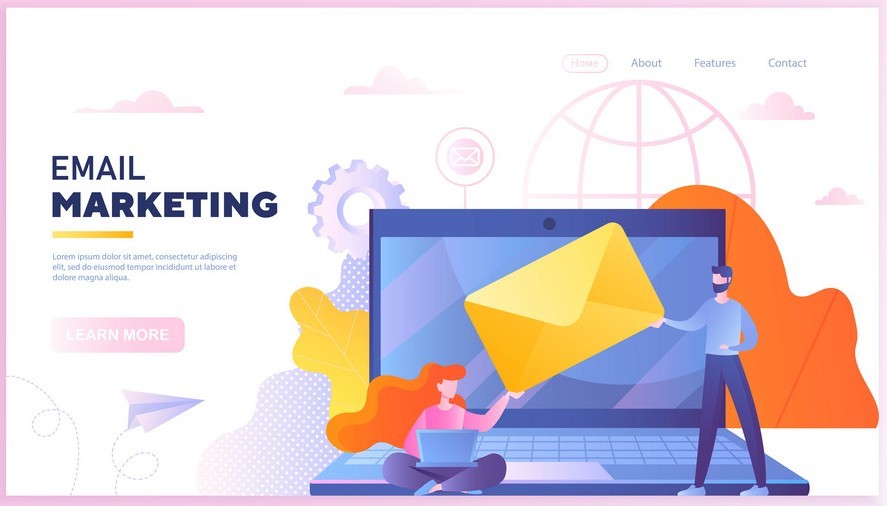 Home About Features Contact
EMAIL
MARKETING
Lorem ipsum dolor sit amet, consectetur adipiscing
elit, sed do eiusmod tempor incididunt ut labore et
dolore magna aliqua.
LEARN MORE